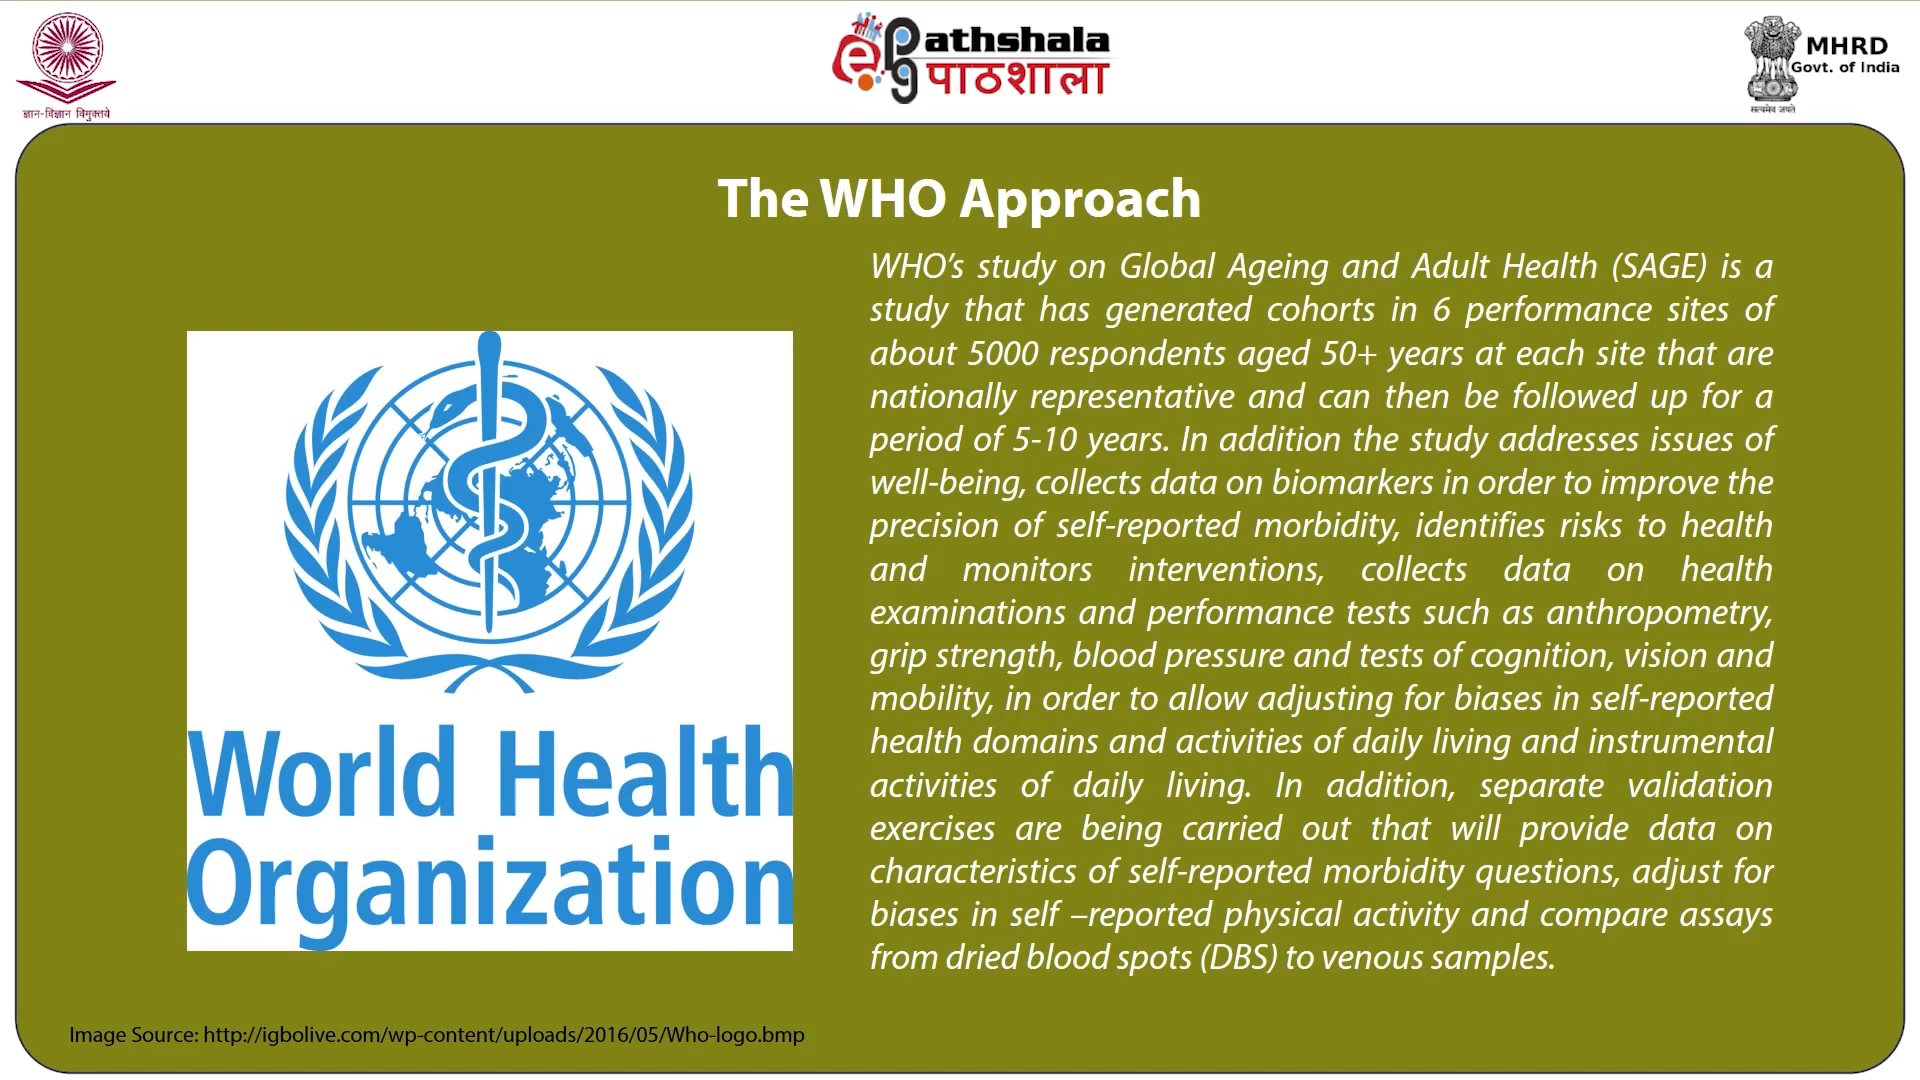 ज्ञान-विज्ञान विमुक्तये
ePG
athshala
पाठशाला
MHRD
Govt. of India
सत्यमेव जयते
The WHO Approach
WHO’s study on Global Ageing and Adult Health (SAGE) is a
study that has generated cohorts in 6 performance sites of
about 5000 respondents aged 50+ years at each site that are
nationally representative and can then be followed up for a
period of 5-10 years. In addition the study addresses issues of
well-being, collects data on biomarkers in order to improve the
precision of self-reported morbidity, identifies risks to health
and monitors interventions, collects data on health
examinations and performance tests such as anthropometry,
grip strength, blood pressure and tests of cognition, vision and
mobility, in order to allow adjusting for biases in self-reported
health domains and activities of daily living and instrumental
activities of daily living. In addition, separate validation
exercises are being carried out that will provide data on
characteristics of self-reported morbidity questions, adjust for
biases in self –reported physical activity and compare assays
from dried blood spots (DBS) to venous samples.
World Health
Organization
Image Source: http://igbolive.com/wp-content/uploads/2016/05/Who-logo.bmp